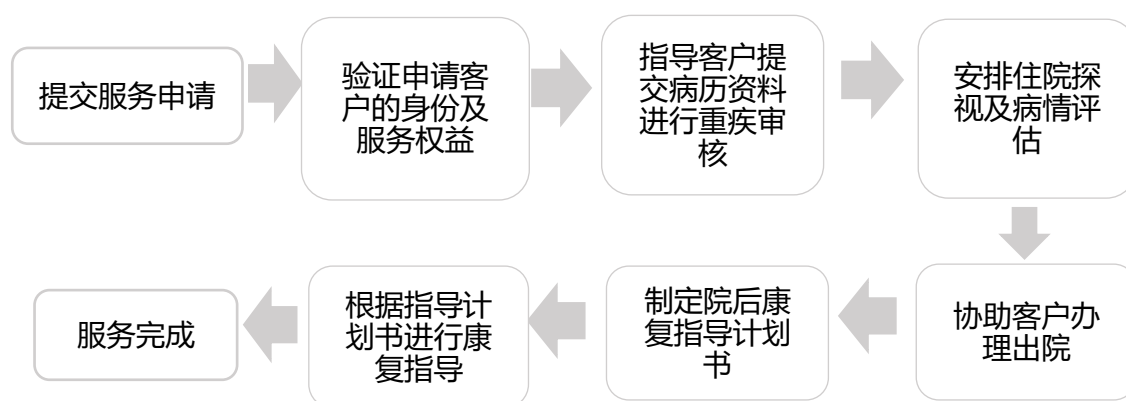 提交服务申请
验证申请客
户的身份及
服务权益
指导客户提
交病历资料
进行重疾审
核
安排住院探
视及病情评
估
协助客户办
理出院
制定院后康
复指导计划
书
根据指导计
划书进行康
复指导
服务完成